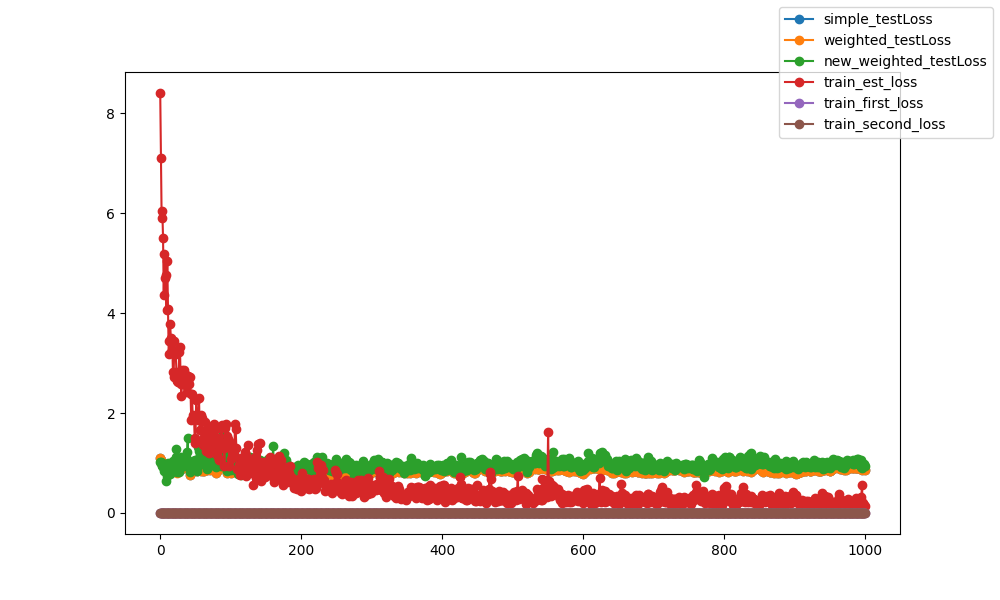 simple_testLoss
weighted_testLoss
new_weighted_testLoss
train_est_loss
train_first_loss
train_second_loss
8
6
4
2
0
0 200 400 600 800 1000